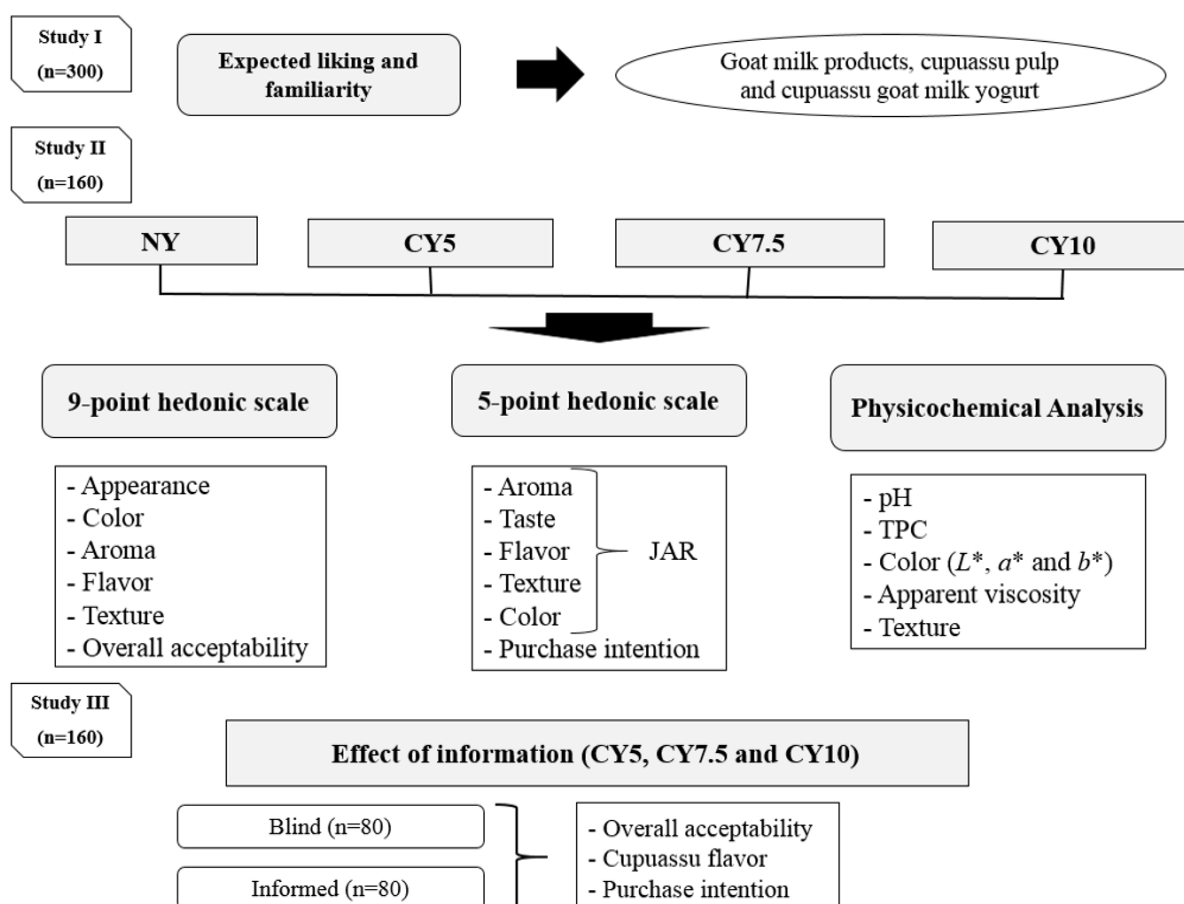 Study I
(n=300)
Expected liking and
familiarity
Goat milk products, cupuassu pulp
and cupuassu goat milk yogurt
Study II
(n=160)
NY
CY5
CY7.5
CY10
9-point hedonic scale
- Appearance
- Color
- Aroma
- Flavor
- Texture
- Overall acceptability
5-point hedonic scale
- Aroma
- Taste
- Flavor
- Texture
- Color
JAR
- Purchase intention
Physicochemical Analysis
- pH
- TPC
- Color (L*, a* and b*)
- Apparent viscosity
- Texture
Study III
(n=160)
Effect of information (CY5, CY7.5 and CY10)
Blind (n=80)
Informed (n=80)
- Overall acceptability
- Cupuassu flavor
- Purchase intention